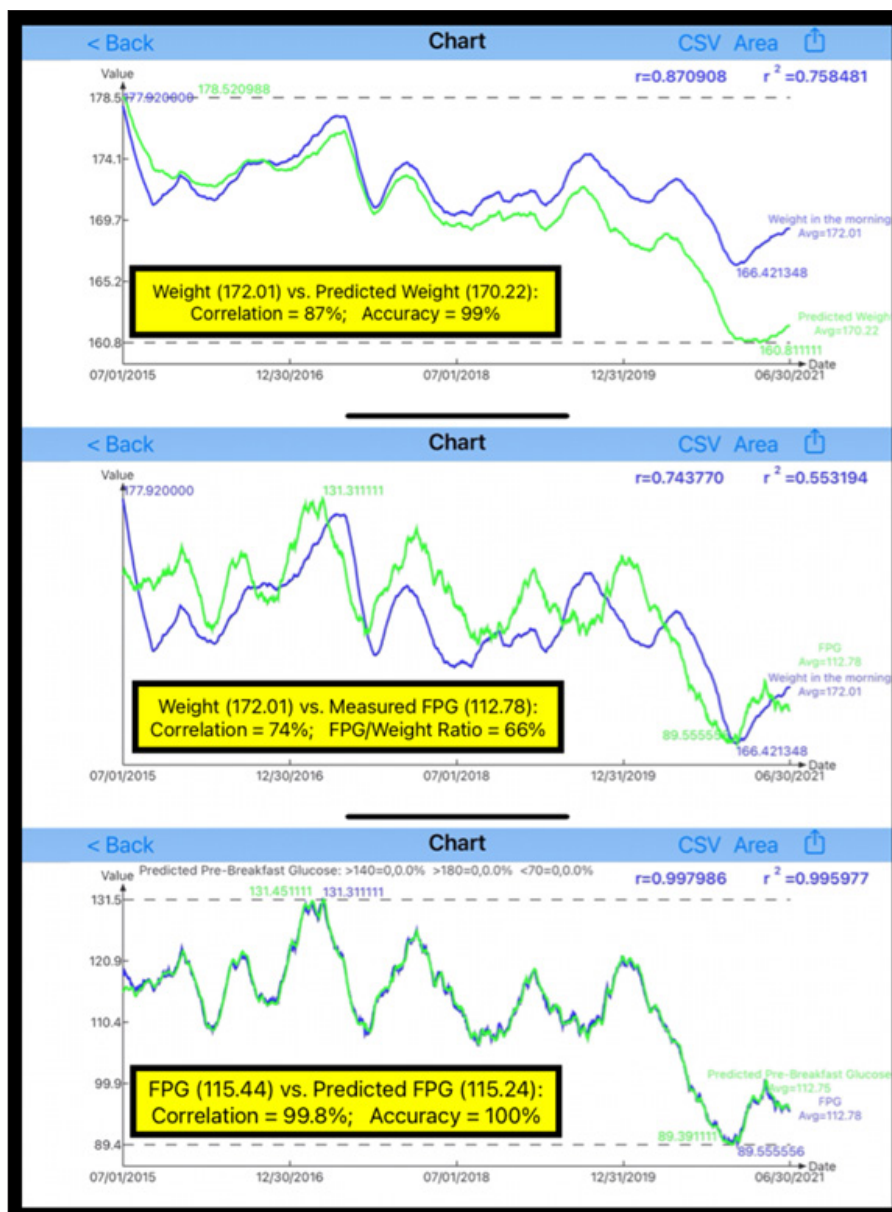 < Back Chart CSV Area
Value
r=0.870908 r²=0.758481
178.520988
178.5 177.920000
174.1
169.7
Weight in the morning
Avg=172.01
166.421348
165.2
Weight (172.01) vs. Predicted Weight (170.22):
Correlation = 87%; Accuracy = 99%
Predicted Weight
Avg=170.22
160.8
160.811111
Date
07/01/2015 12/30/2016 07/01/2018 12/31/2019 06/30/2021
< Back Chart CSV Area
Value
r=0.743770 r²=0.553194
177.920000 131.311111
FPG
Avg=112.78
Weight in the morning
Avg=172.01
Weight (172.01) vs. Measured FPG (112.78):
Correlation = 74%; FPG/Weight Ratio = 66%
89.555556
166.421348
Date
07/01/2015 12/30/2016 07/01/2018 12/31/2019 06/30/2021
< Back Chart CSV Area
Predicted Pre-Breakfast Glucose: >140=0,0.0% >180=0,0.0% <70=0,0.0%
Value
r=0.997986 r²=0.995977
131.451111 131.311111
131.5
120.9
110.4
99.9
Predicted Pre-Breakfast Glucose
Avg=112.75
FPG
Avg=112.78
FPG (115.44) vs. Predicted FPG (115.24):
Correlation = 99.8%; Accuracy = 100%
89.391111
89.4
89.555556
Date
07/01/2015 12/30/2016 07/01/2018 12/31/2019 06/30/2021